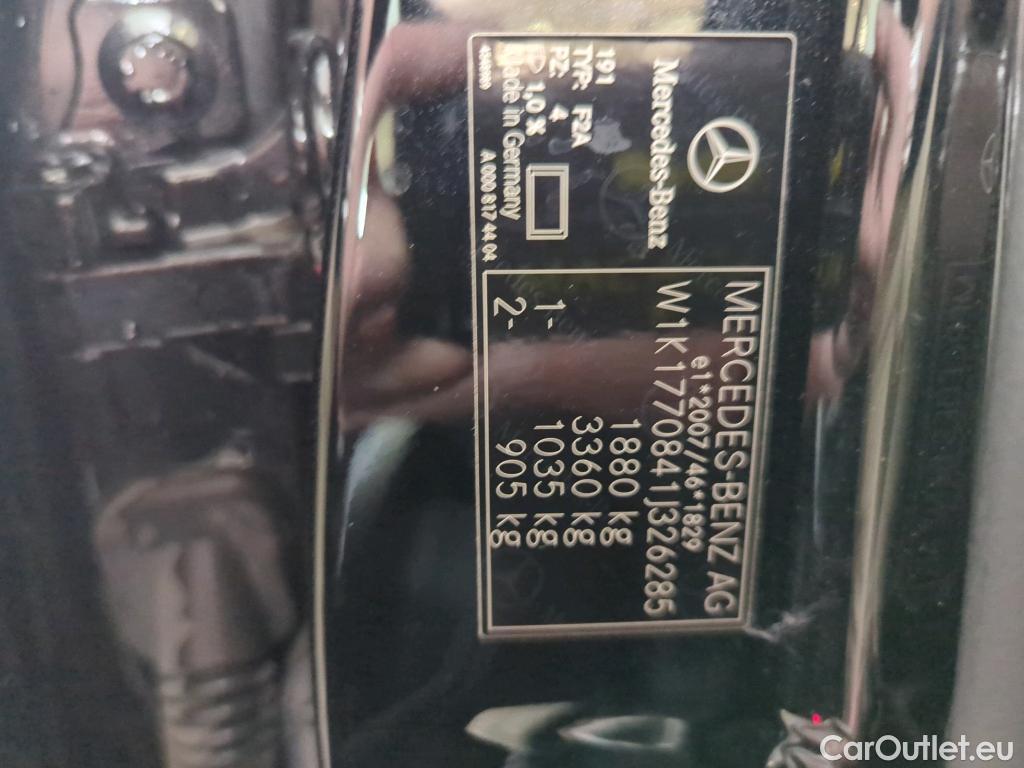 Mercedes-Benz
191
TYP: F2A
PZ: 4
1,0
Made in Germany
A 000 817 44 04
MERCEDES-BENZ AG
e1*2007/46*1829
W1K1770841J326285
1880 kg
3360 kg
1- 1035 kg
2- 905 kg
CarOutlet.eu